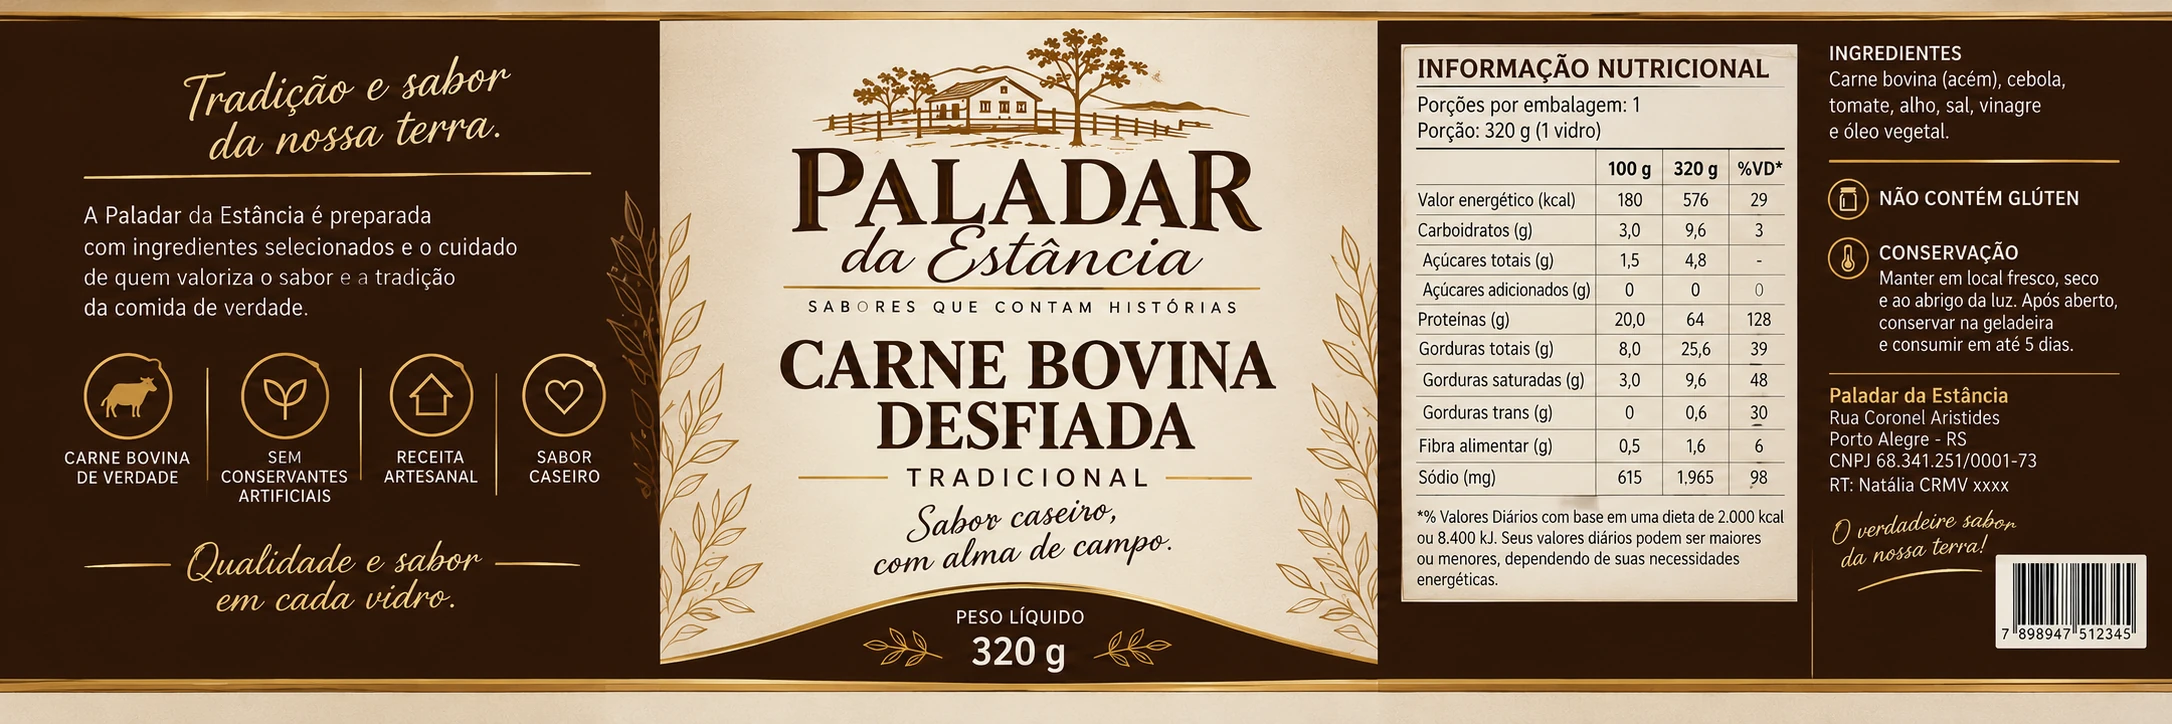 Tradição e sabor
da nossa terra.
A Paladar da Estância é preparada
com ingredientes selecionados e o cuidado
de quem valoriza o sabor e a tradição
da comida de verdade.
CARNE BOVINA
DE VERDADE
SEM
CONSERVANTES
ARTIFICIAIS
RECEITA
ARTESANAL
SABOR
CASEIRO
Qualidade e sabor
em cada vidro.
PALADAR
da Estância
SABORES QUE CONTAM HISTÓRIAS
CARNE BOVINA
DESFIADA
TRADICIONAL
Sabor caseiro,
com alma de campo.
PESO LÍQUIDO
320 g
INFORMAÇÃO NUTRICIONAL
Porções por embalagem: 1
Porção: 320 g (1 vidro)
100 g 320 g %VD*
Valor energético (kcal) 180 576 29
Carboidratos (g) 3,0 9,6 3
Açúcares totais (g) 1,5 4,8 -
Açúcares adicionados (g) 0 0 0
Proteínas (g) 20,0 64 128
Gorduras totais (g) 8,0 25,6 39
Gorduras saturadas (g) 3,0 9,6 48
Gorduras trans (g) 0 0,6 30
Fibra alimentar (g) 0,5 1,6 6
Sódio (mg) 615 1.965 98
*% Valores Diários com base em uma dieta de 2.000 kcal
ou 8.400 kJ. Seus valores diários podem ser maiores
ou menores, dependendo de suas necessidades
energéticas.
INGREDIENTES
Carne bovina (acém), cebola,
tomate, alho, sal, vinagre
e óleo vegetal.
NÃO CONTÉM GLÚTEN
CONSERVAÇÃO
Manter em local fresco, seco
e ao abrigo da luz. Após aberto,
conservar na geladeira
e consumir em até 5 dias.
Paladar da Estância
Rua Coronel Aristides
Porto Alegre - RS
CNPJ 68.341.251/0001-73
RT: Natália CRMV xxxx
O verdadeire sabor
da nossa terra!
7 898947 512345